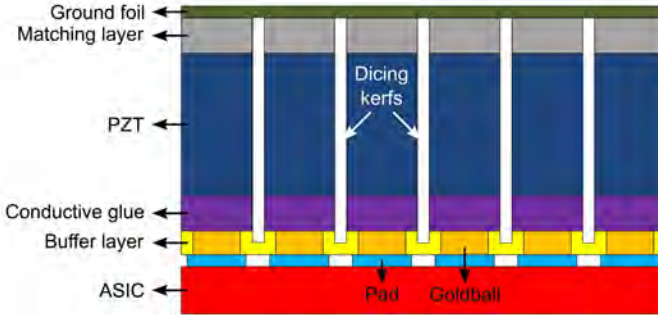 Ground foil
Matching layer
Dicing
kerfs
PZT
Conductive glue
Buffer layer
ASIC
Pad
Goldball